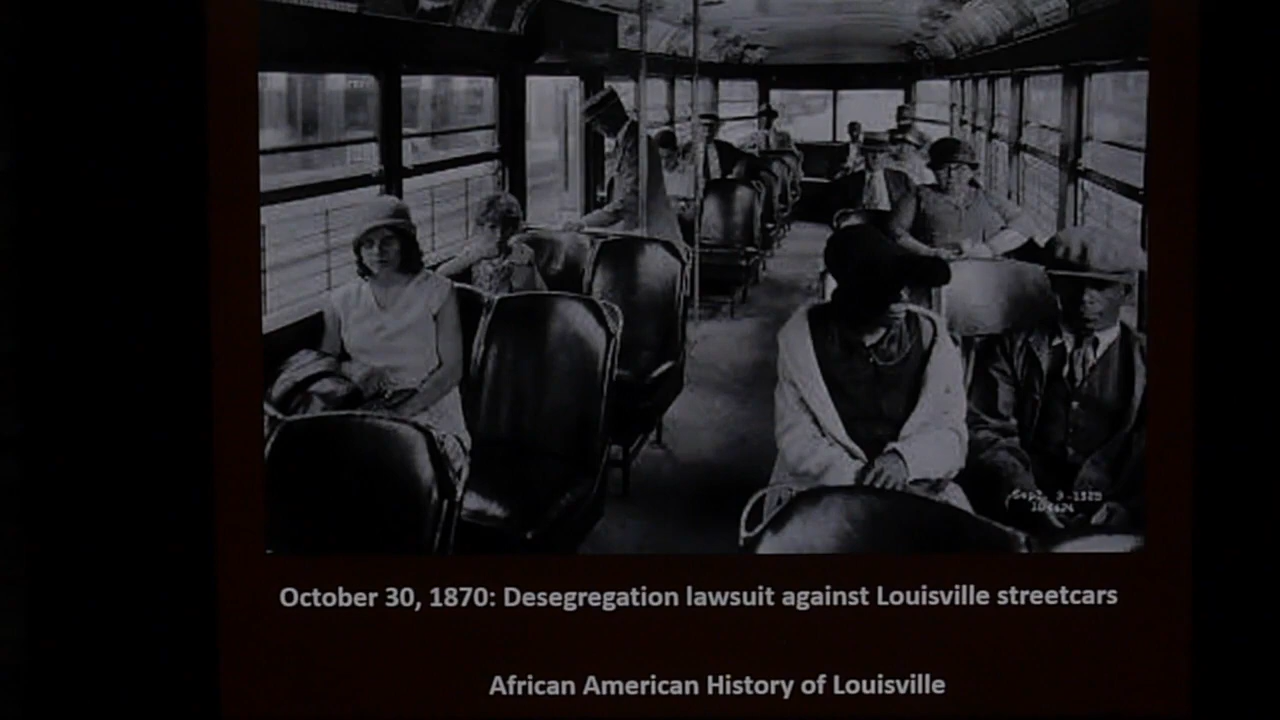 October 30, 1870: Desegregation lawsuit against Louisville streetcars
African American History of Louisville